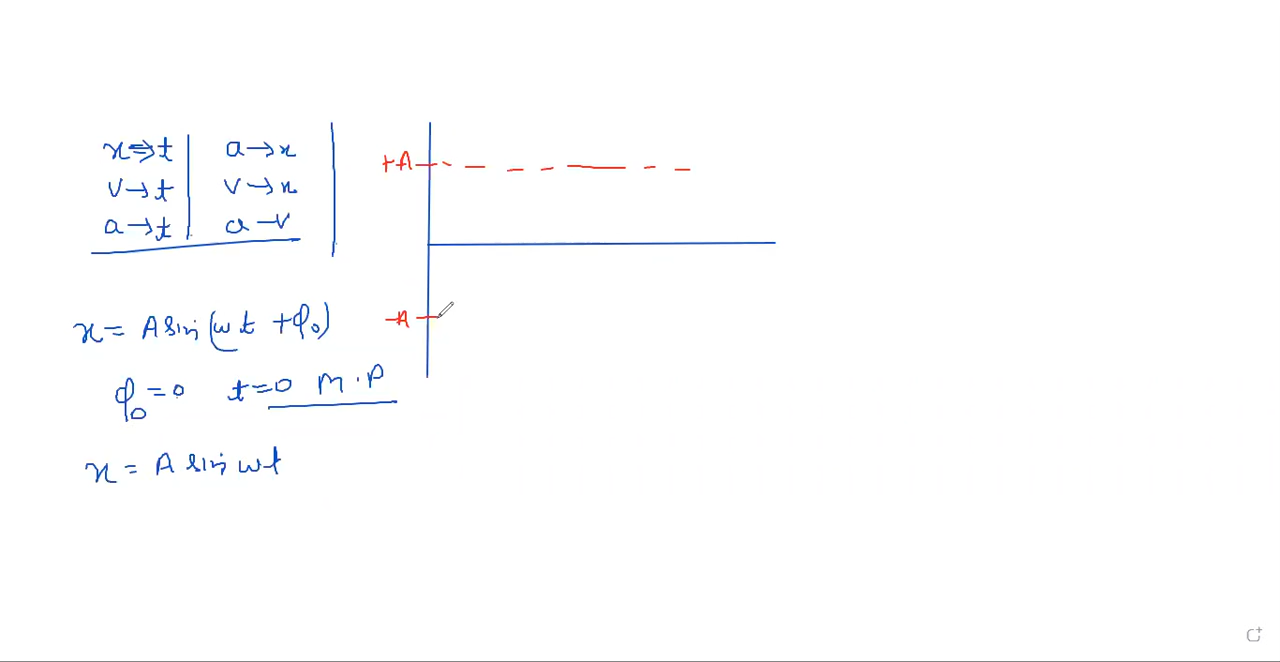 x⇒t | a→x
v→t | v→x
a→t | a–v
x = A sin(ωt + φ₀)
φ₀ = 0 t = 0 M.P
x = A sin ωt
+A
-A